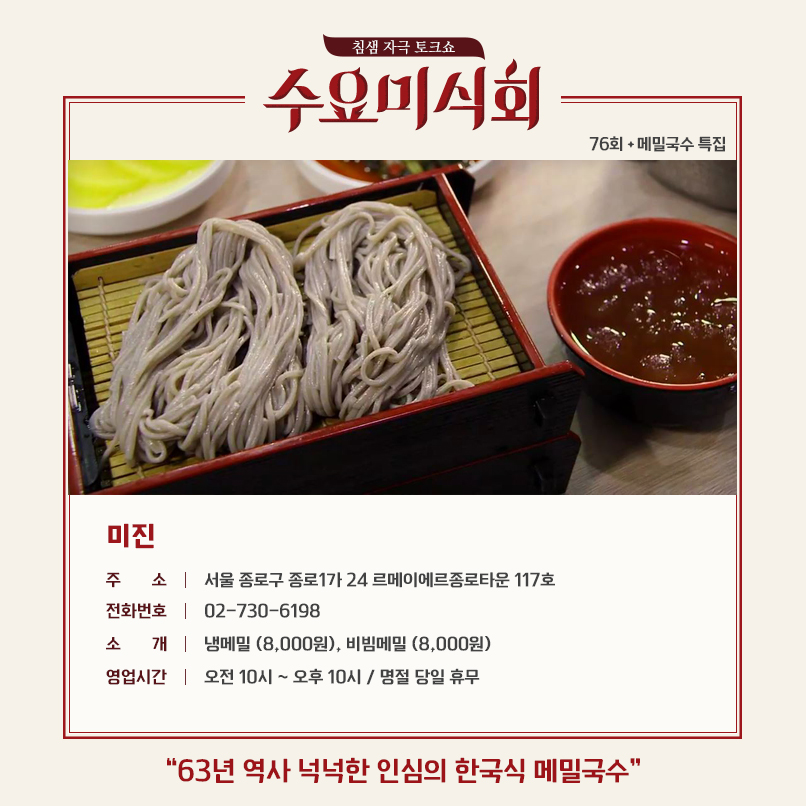 침샘 자극 토크쇼
수요미식회
76회 + 메밀국수 특집
미진
주 소 | 서울 종로구 종로1가 24 르메이에르종로타운 117호
전화번호 | 02-730-6198
소 개 | 냉메밀 (8,000원), 비빔메밀 (8,000원)
영업시간 | 오전 10시 ~ 오후 10시 / 명절 당일 휴무
“63년 역사 넉넉한 인심의 한국식 메밀국수”